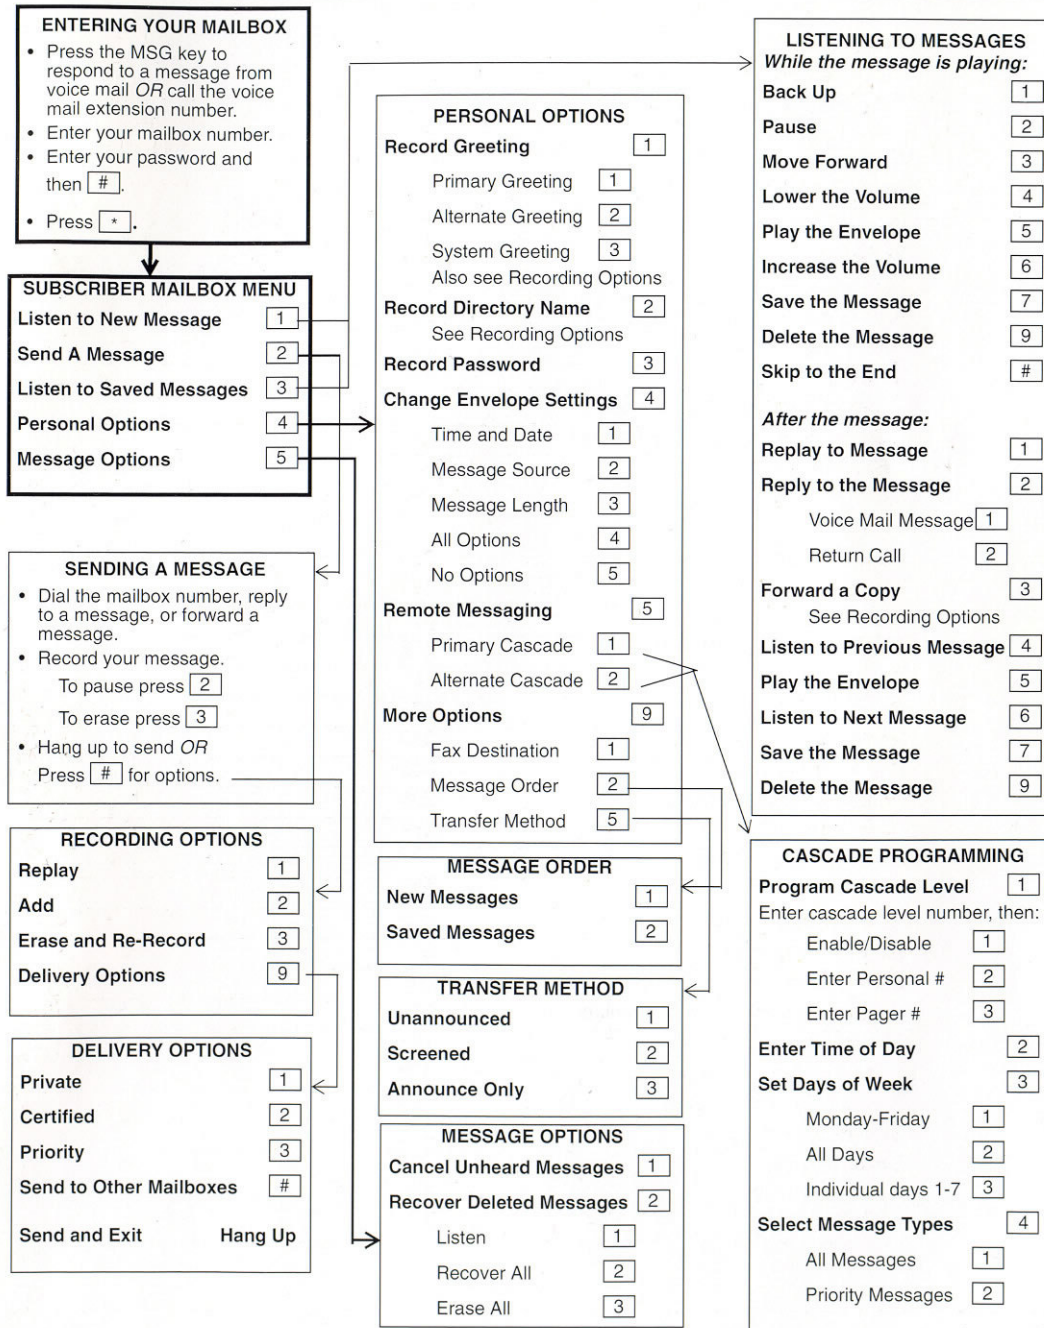 ENTERING YOUR MAILBOX
• Press the MSG key to
respond to a message from
voice mail OR call the voice
mail extension number.
• Enter your mailbox number.
• Enter your password and
then #.
• Press *.
SUBSCRIBER MAILBOX MENU
Listen to New Message 1
Send A Message 2
Listen to Saved Messages 3
Personal Options 4
Message Options 5
SENDING A MESSAGE
• Dial the mailbox number, reply
to a message, or forward a
message.
• Record your message.
To pause press 2
To erase press 3
• Hang up to send OR
Press # for options.
RECORDING OPTIONS
Replay 1
Add 2
Erase and Re-Record 3
Delivery Options 9
DELIVERY OPTIONS
Private 1
Certified 2
Priority 3
Send to Other Mailboxes #
Send and Exit Hang Up
PERSONAL OPTIONS
Record Greeting 1
Primary Greeting 1
Alternate Greeting 2
System Greeting 3
Also see Recording Options
Record Directory Name 2
See Recording Options
Record Password 3
Change Envelope Settings 4
Time and Date 1
Message Source 2
Message Length 3
All Options 4
No Options 5
Remote Messaging 5
Primary Cascade 1
Alternate Cascade 2
More Options 9
Fax Destination 1
Message Order 2
Transfer Method 5
MESSAGE ORDER
New Messages 1
Saved Messages 2
TRANSFER METHOD
Unannounced 1
Screened 2
Announce Only 3
MESSAGE OPTIONS
Cancel Unheard Messages 1
Recover Deleted Messages 2
Listen 1
Recover All 2
Erase All 3
LISTENING TO MESSAGES
While the message is playing:
Back Up 1
Pause 2
Move Forward 3
Lower the Volume 4
Play the Envelope 5
Increase the Volume 6
Save the Message 7
Delete the Message 9
Skip to the End #
After the message:
Replay to Message 1
Reply to the Message 2
Voice Mail Message 1
Return Call 2
Forward a Copy 3
See Recording Options
Listen to Previous Message 4
Play the Envelope 5
Listen to Next Message 6
Save the Message 7
Delete the Message 9
CASCADE PROGRAMMING
Program Cascade Level 1
Enter cascade level number, then:
Enable/Disable 1
Enter Personal # 2
Enter Pager # 3
Enter Time of Day 2
Set Days of Week 3
Monday-Friday 1
All Days 2
Individual days 1-7 3
Select Message Types 4
All Messages 1
Priority Messages 2